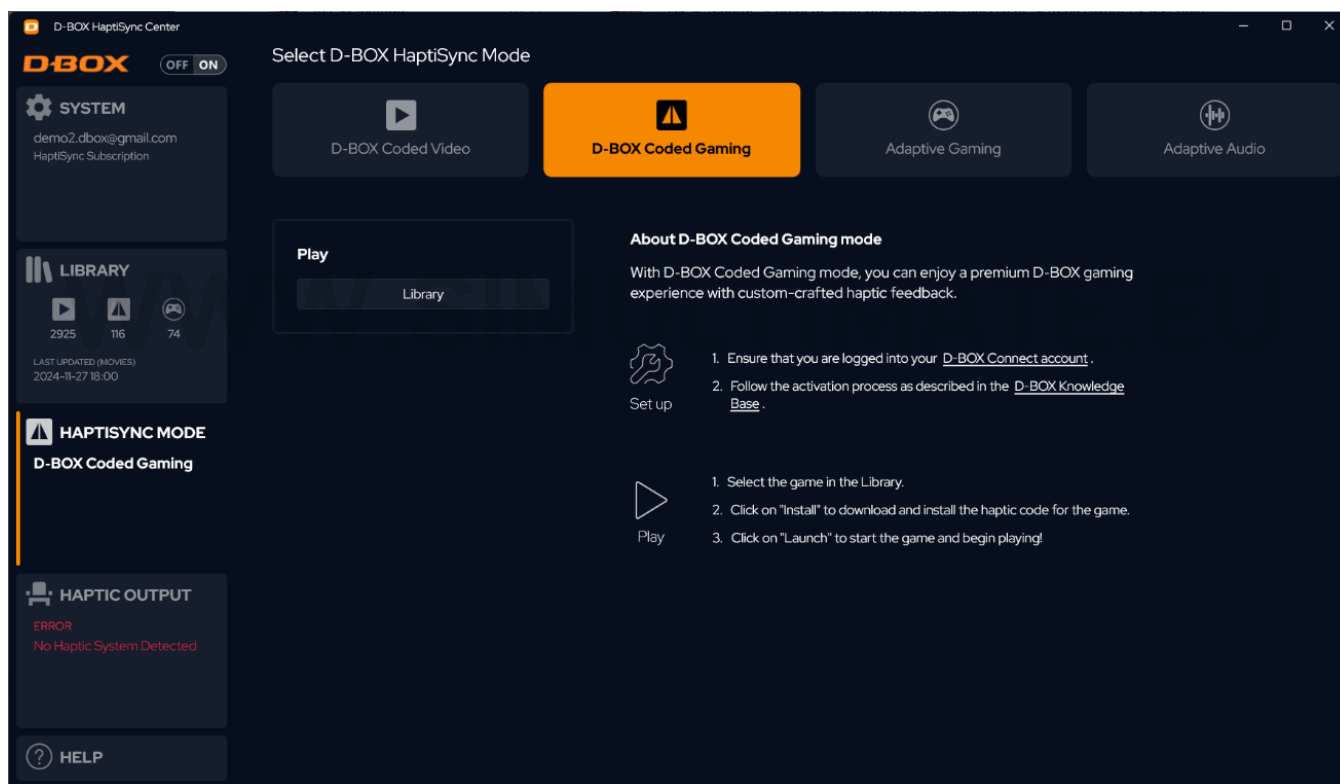 D-BOX HaptiSync Center
D-BOX
OFF ON
SYSTEM
demo2.dbox@gmail.com
HaptiSync Subscription
LIBRARY
2925 116 74
LAST UPDATED (MOVIES)
2024-11-27 18:00
HAPTISYNC MODE
D-BOX Coded Gaming
HAPTIC OUTPUT
ERROR
No Haptic System Detected
? HELP
Select D-BOX HaptiSync Mode
D-BOX Coded Video
D-BOX Coded Gaming
Adaptive Gaming
Adaptive Audio
Play
Library
About D-BOX Coded Gaming mode
With D-BOX Coded Gaming mode, you can enjoy a premium D-BOX gaming
experience with custom-crafted haptic feedback.
Set up
1. Ensure that you are logged into your D-BOX Connect account .
2. Follow the activation process as described in the D-BOX Knowledge
Base .
Play
1. Select the game in the Library.
2. Click on "Install" to download and install the haptic code for the game.
3. Click on "Launch" to start the game and begin playing!